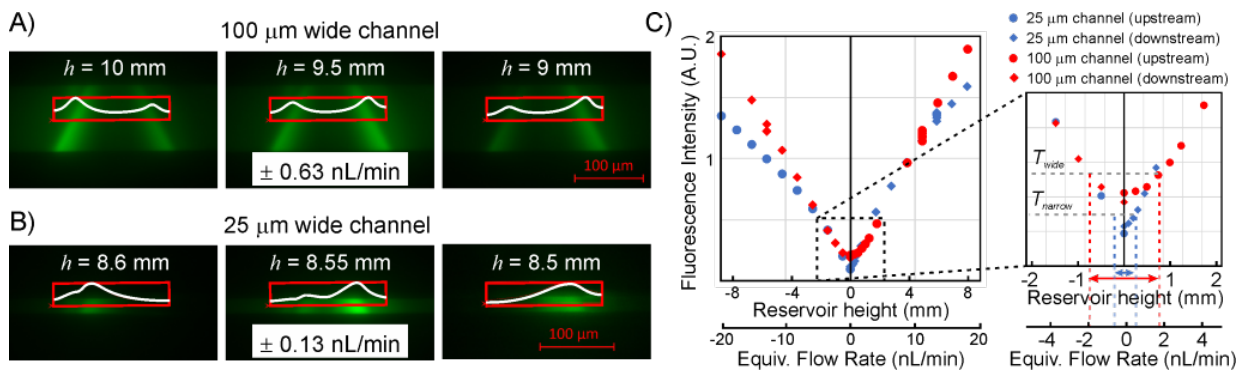 A)
100 μm wide channel
h = 10 mm
h = 9.5 mm
h = 9 mm
± 0.63 nL/min
100 μm
B)
25 μm wide channel
h = 8.6 mm
h = 8.55 mm
h = 8.5 mm
± 0.13 nL/min
100 μm
C)
Fluorescence Intensity (A.U.)
2
1
-8
-4
0
4
8
Reservoir height (mm)
-20
-10
0
10
20
Equiv. Flow Rate (nL/min)
25 μm channel (upstream)
25 μm channel (downstream)
100 μm channel (upstream)
100 μm channel (downstream)
Twide
Tnarrow
-2
-1
0
1
2
Reservoir height (mm)
-4
-2
0
2
4
Equiv. Flow Rate (nL/min)